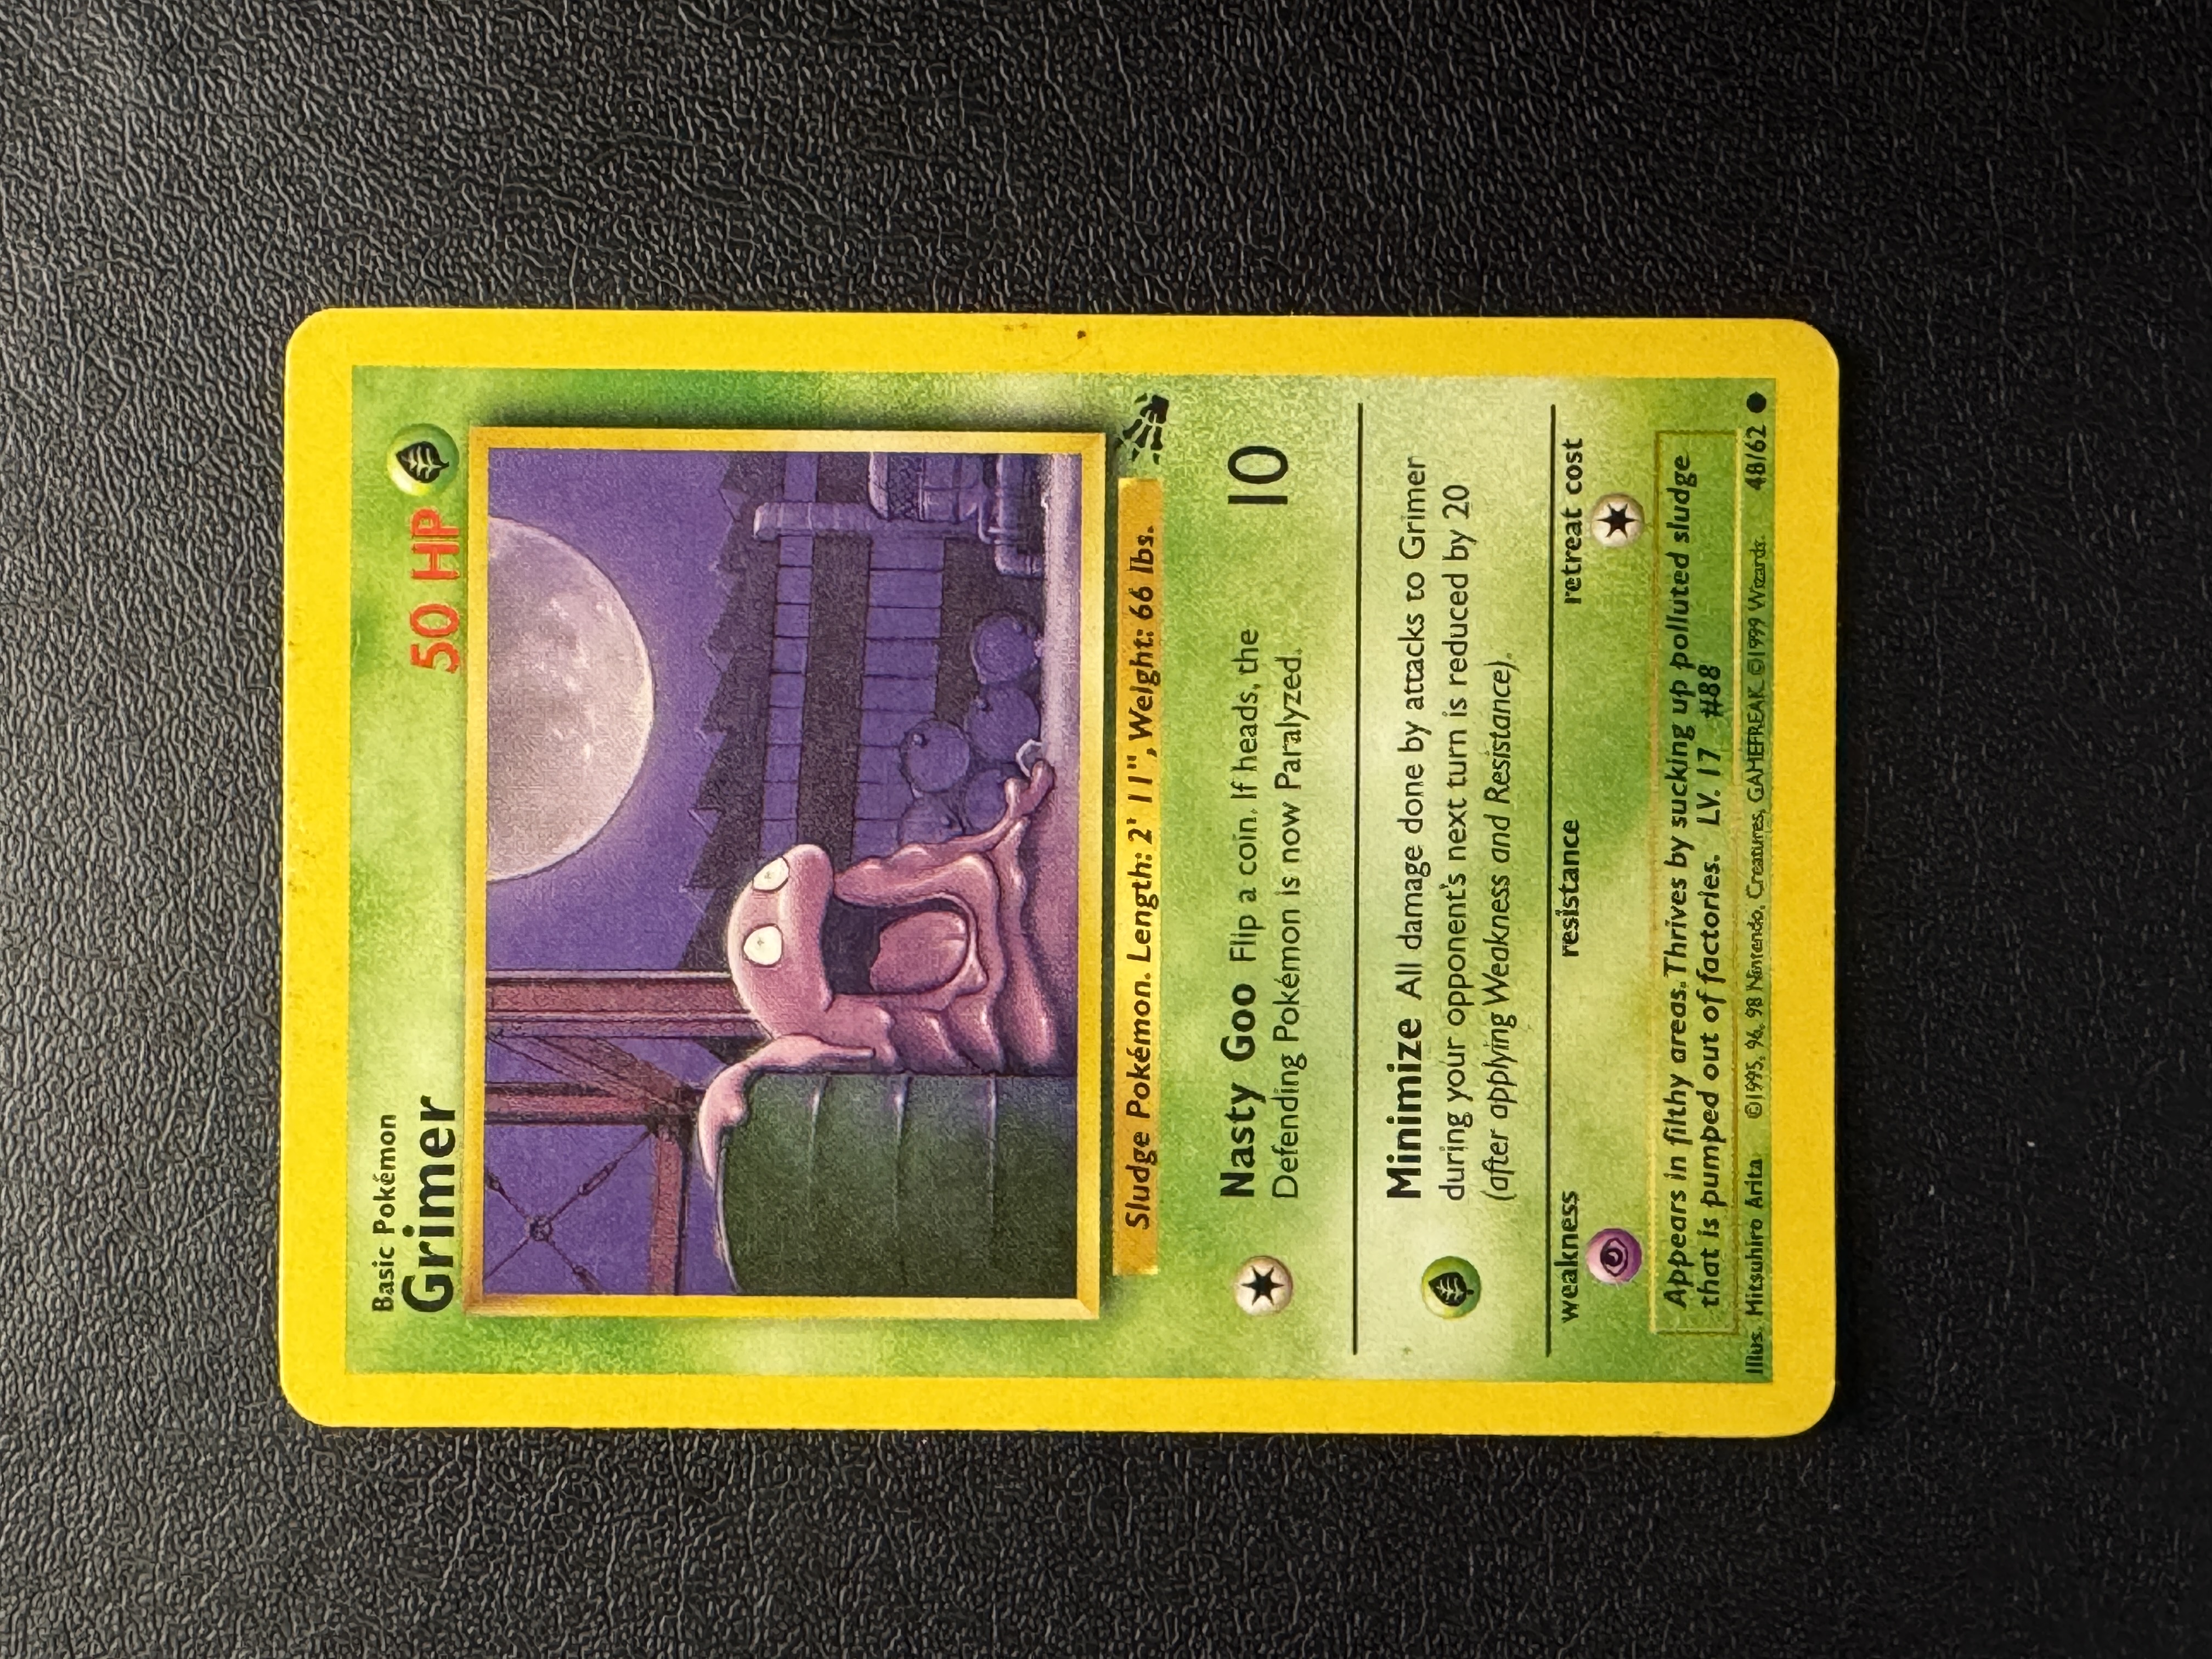 Basic Pokémon
Grimer
50 HP
Sludge Pokémon. Length: 2' 11", Weight: 66 lbs.
Nasty Goo Flip a coin. If heads, the
Defending Pokémon is now Paralyzed.
10
Minimize All damage done by attacks to Grimer
during your opponent's next turn is reduced by 20
(after applying Weakness and Resistance).
weakness
resistance
retreat cost
Appears in filthy areas. Thrives by sucking up polluted sludge
that is pumped out of factories. LV. 17 #88
Illus. Mitsuhiro Arita ©1995, 96, 98 Nintendo, Creatures, GAMEFREAK. ©1999 Wizards. 48/62